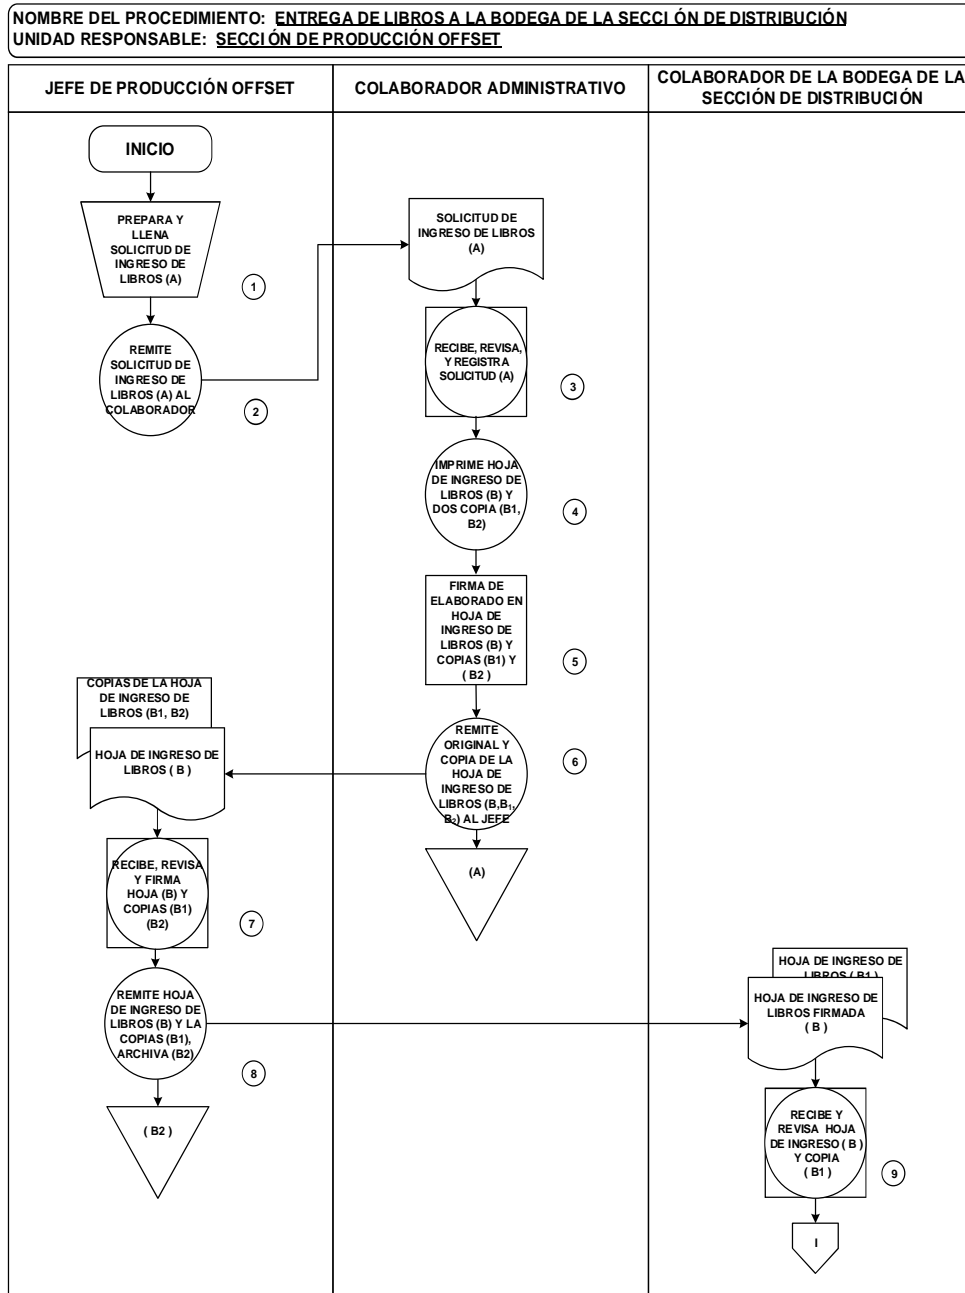 NOMBRE DEL PROCEDIMIENTO: ENTREGA DE LIBROS A LA BODEGA DE LA SECCIÓN DE DISTRIBUCIÓN
UNIDAD RESPONSABLE: SECCIÓN DE PRODUCCIÓN OFFSET
JEFE DE PRODUCCIÓN OFFSET
COLABORADOR ADMINISTRATIVO
COLABORADOR DE LA BODEGA DE LA
SECCIÓN DE DISTRIBUCIÓN
INICIO
PREPARA Y
LLENA
SOLICITUD DE
INGRESO DE
LIBROS (A)
1
REMITE
SOLICITUD DE
INGRESO DE
LIBROS (A) AL
COLABORADOR
2
SOLICITUD DE
INGRESO DE LIBROS
(A)
RECIBE, REVISA,
Y REGISTRA
SOLICITUD (A)
3
IMPRIME HOJA
DE INGRESO DE
LIBROS (B) Y
DOS COPIA (B1,
B2)
4
FIRMA DE
ELABORADO EN
HOJA DE
INGRESO DE
LIBROS (B) Y
COPIAS (B1) Y
( B2 )
5
REMITE
ORIGINAL Y
COPIA DE LA
HOJA DE
INGRESO DE
LIBROS (B,B₁,
B₂) AL JEFE
6
(A)
COPIAS DE LA HOJA
DE INGRESO DE
LIBROS (B1, B2)
HOJA DE INGRESO DE
LIBROS ( B )
RECIBE, REVISA
Y FIRMA
HOJA (B) Y
COPIAS (B1)
(B2)
7
REMITE HOJA
DE INGRESO DE
LIBROS (B) Y LA
COPIAS (B1),
ARCHIVA (B2)
8
( B2 )
HOJA DE INGRESO DE
LIBROS ( B1 )
HOJA DE INGRESO DE
LIBROS FIRMADA
( B )
RECIBE Y
REVISA HOJA
DE INGRESO ( B )
Y COPIA
( B1 )
9
I